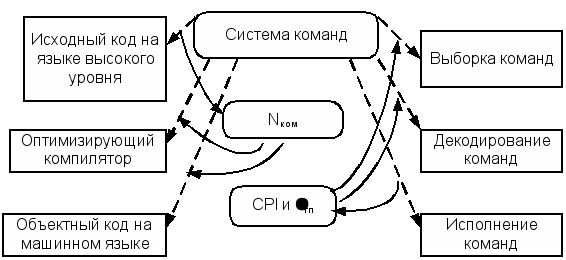 Исходный код на
языке высокого
уровня
Система команд
Выборка команд
Nком
Оптимизирующий
компилятор
Декодирование
команд
CPI и тп
Объектный код на
машинном языке
Исполнение
команд